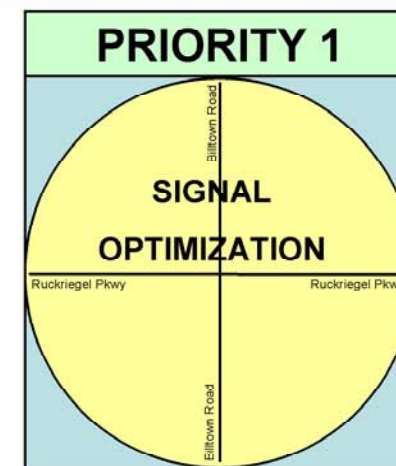 PRIORITY 1
Billtown Road
SIGNAL
OPTIMIZATION
Ruckriegel Pkwy
Ruckriegel Pkw
Billtown Road